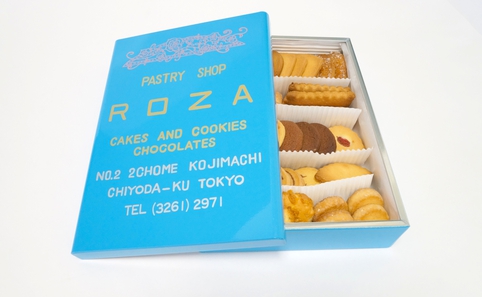 PASTRY SHOP
ROZA
CAKES AND COOKIES
CHOCOLATES
NO.2 2CHOME KOJIMACHI
CHIYODA-KU TOKYO
TEL (3261) 2971